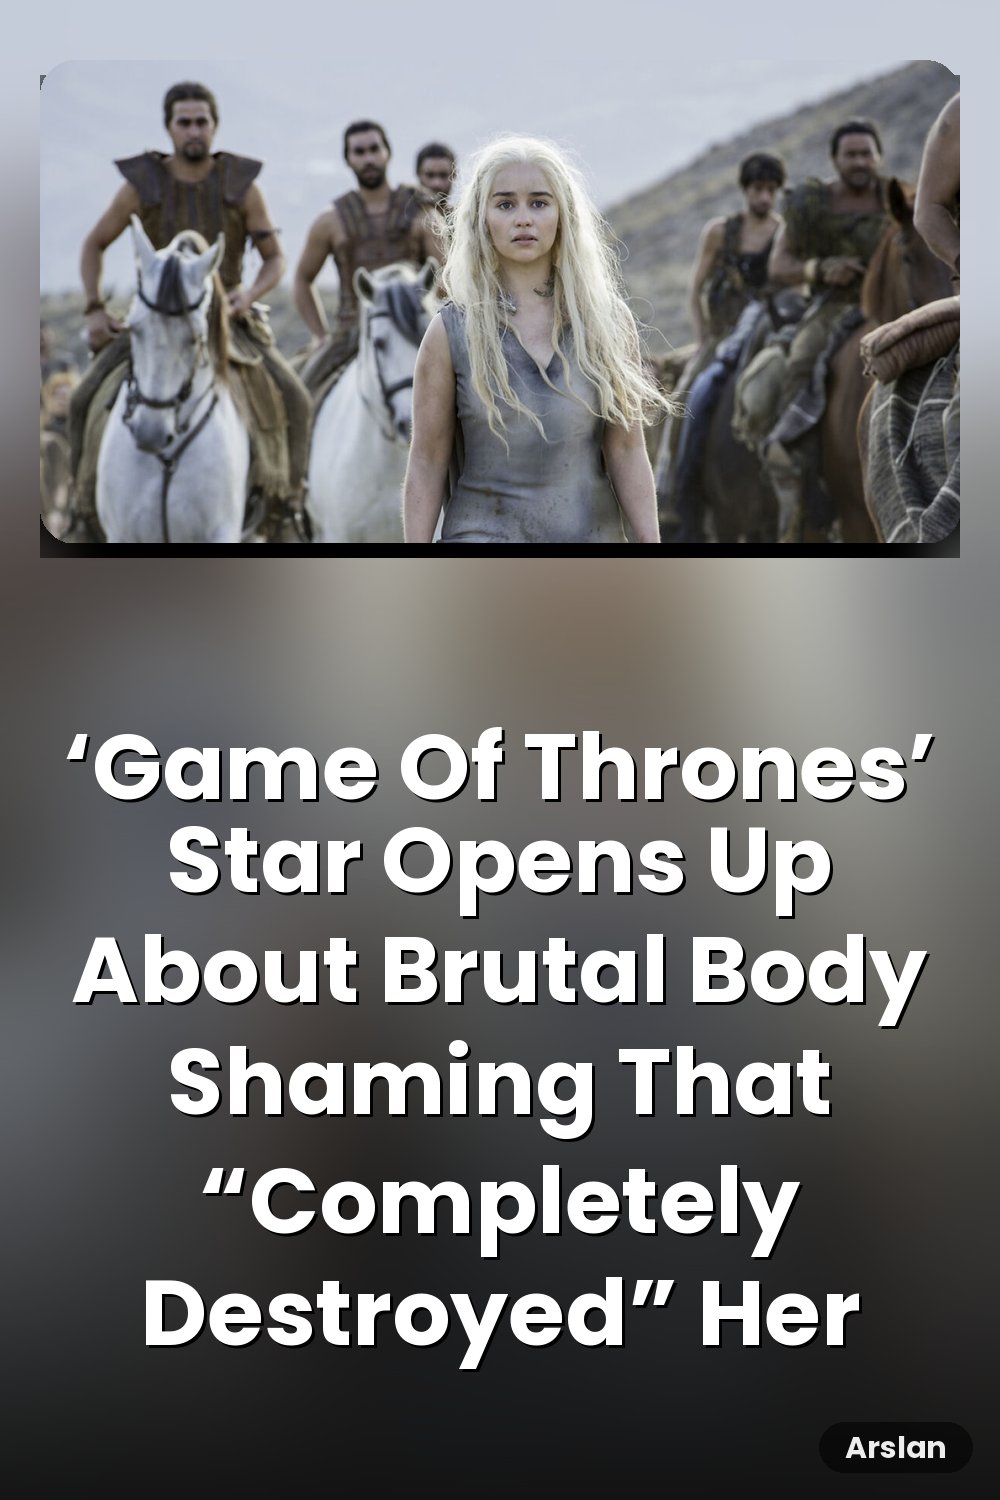 ‘Game Of Thrones’
Star Opens Up
About Brutal Body
Shaming That
“Completely
Destroyed” Her
Arslan